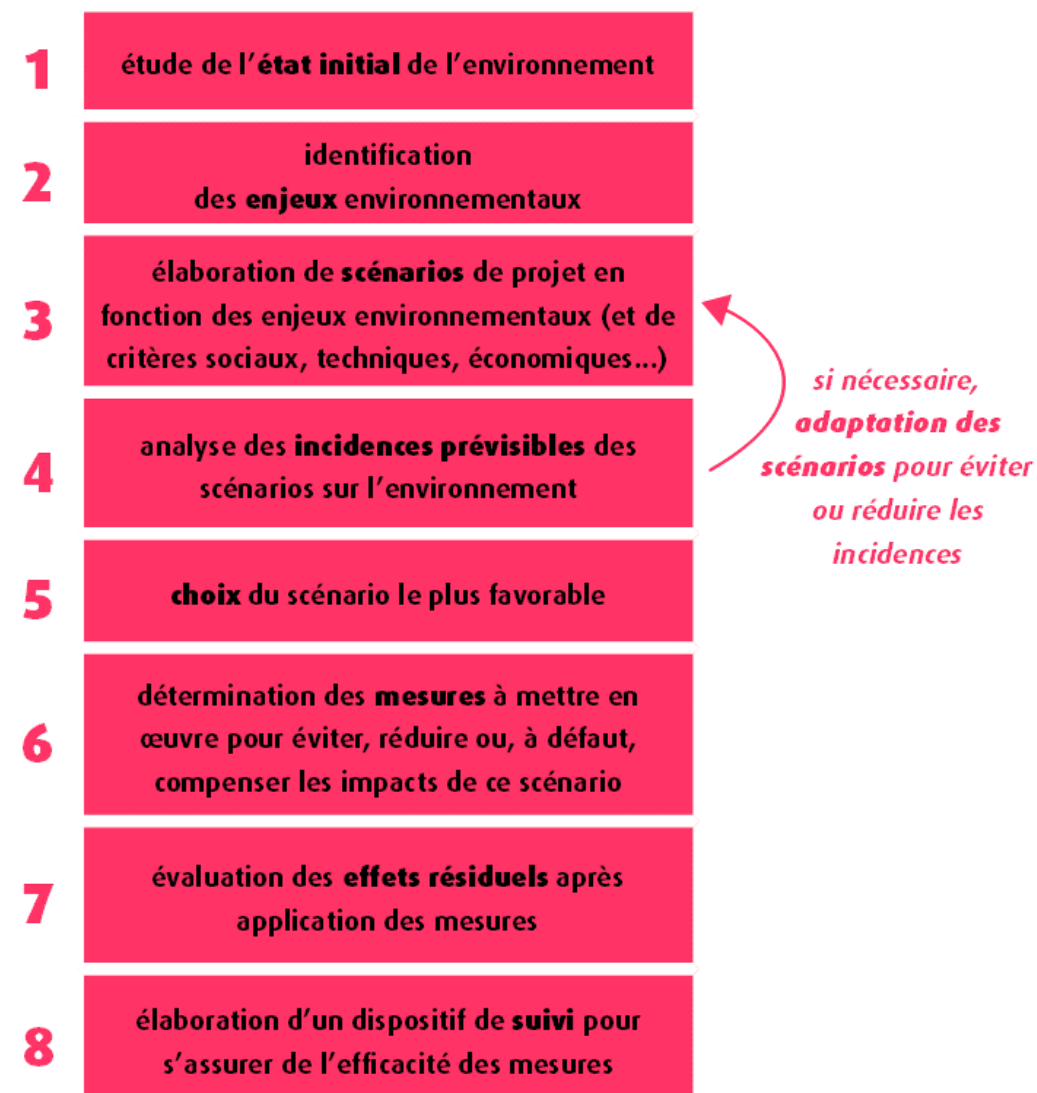 1
étude de l'état initial de l'environnement
2
identification
des enjeux environnementaux
3
élaboration de scénarios de projet en
fonction des enjeux environnementaux (et de
critères sociaux, techniques, économiques...)
si nécessaire,
adaptation des
scénarios pour éviter
ou réduire les
incidences
4
analyse des incidences prévisibles des
scénarios sur l'environnement
5
choix du scénario le plus favorable
6
détermination des mesures à mettre en
œuvre pour éviter, réduire ou, à défaut,
compenser les impacts de ce scénario
7
évaluation des effets résiduels après
application des mesures
8
élaboration d'un dispositif de suivi pour
s'assurer de l'efficacité des mesures